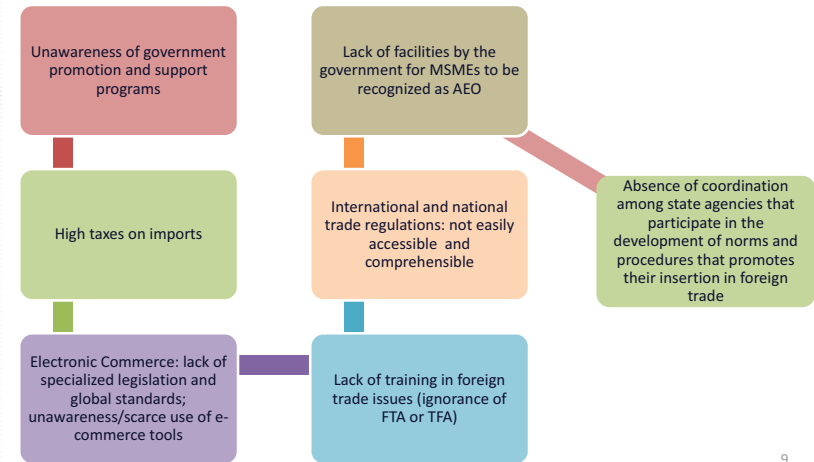 Unawareness of government
promotion and support
programs
High taxes on imports
Electronic Commerce: lack of
specialized legislation and
global standards;
unawareness/scarce use of e-
commerce tools
Lack of training in foreign
trade issues (ignorance of
FTA or TFA)
International and national
trade regulations: not easily
accessible and
comprehensible
Lack of facilities by the
government for MSMEs to be
recognized as AEO
Absence of coordination
among state agencies that
participate in the
development of norms and
procedures that promotes
their insertion in foreign
trade
9